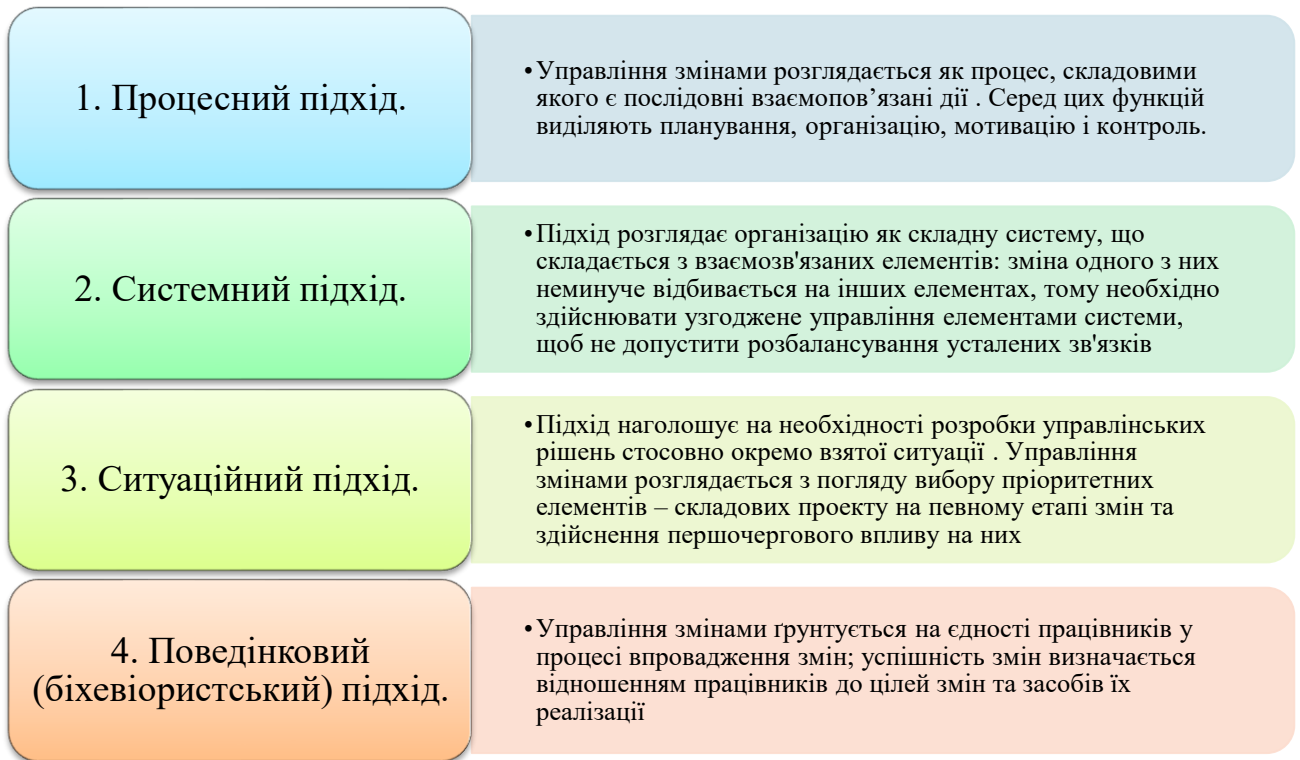 1. Процесний підхід.
•Управління змінами розглядається як процес, складовими
якого є послідовні взаємопов’язані дії . Серед цих функцій
виділяють планування, організацію, мотивацію і контроль.
2. Системний підхід.
•Підхід розглядає організацію як складну систему, що
складається з взаємозв'язаних елементів: зміна одного з них
неминуче відбивається на інших елементах, тому необхідно
здійснювати узгоджене управління елементами системи,
щоб не допустити розбалансування усталених зв'язків
3. Ситуаційний підхід.
•Підхід наголошує на необхідності розробки управлінських
рішень стосовно окремо взятої ситуації . Управління
змінами розглядається з погляду вибору пріоритетних
елементів – складових проекту на певному етапі змін та
здійснення першочергового впливу на них
4. Поведінковий
(біхевіористський) підхід.
•Управління змінами ґрунтується на єдності працівників у
процесі впровадження змін; успішність змін визначається
відношенням працівників до цілей змін та засобів їх
реалізації